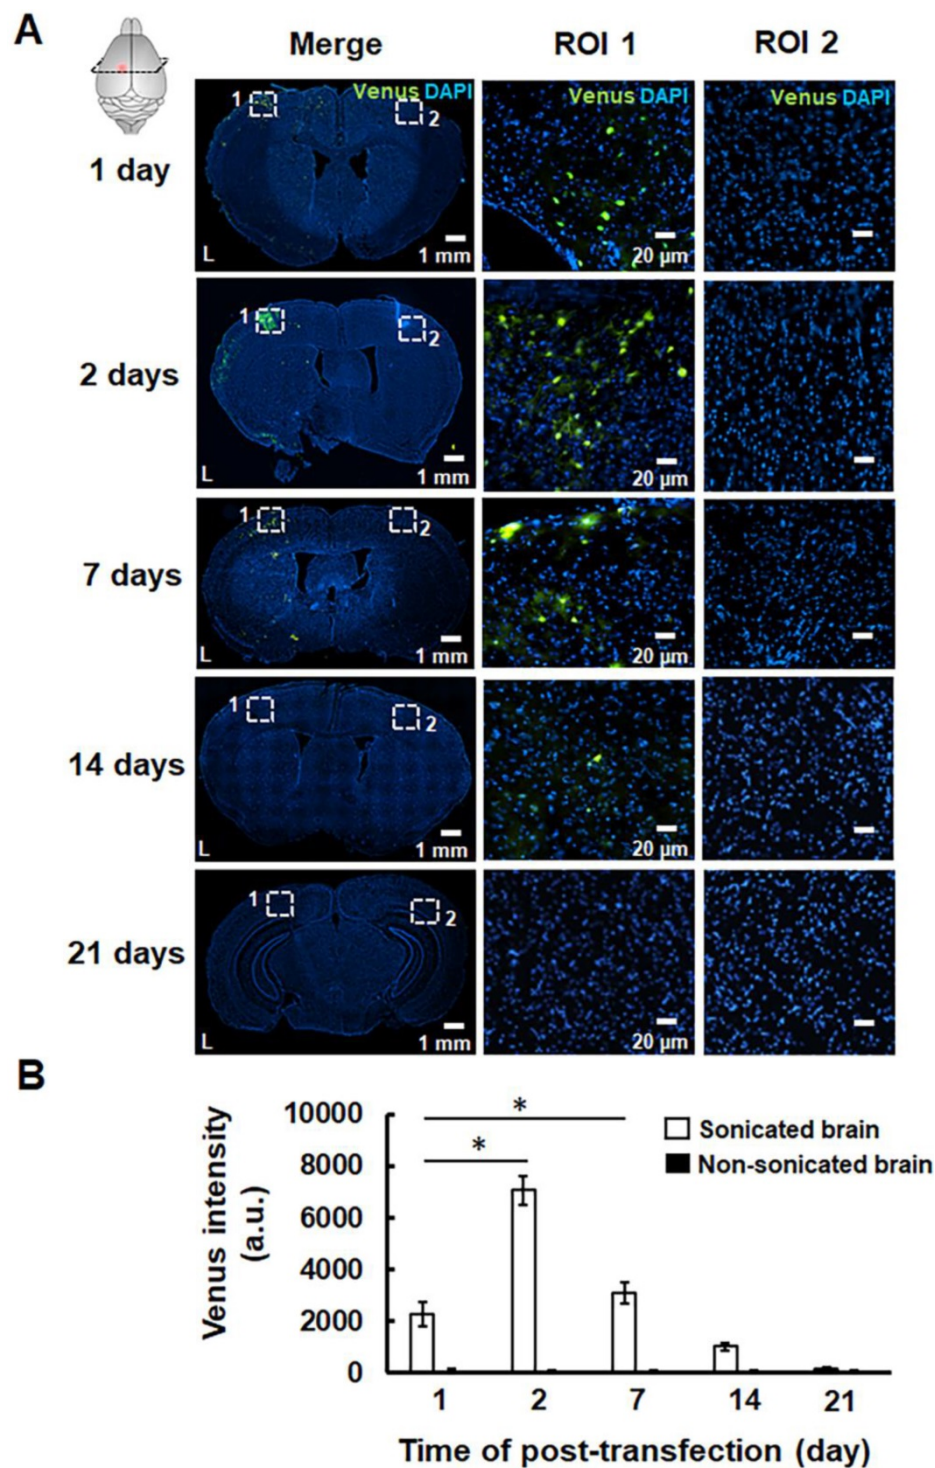 A
Merge ROI 1 ROI 2
1 day
1 Venus DAPI
2
L 1 mm
Venus DAPI
20 µm
Venus DAPI
2 days
1
2
L 1 mm
20 µm
7 days
1
2
L 1 mm
20 µm
14 days
1
2
L 1 mm
20 µm
21 days
1
2
L 1 mm
20 µm
B
Venus intensity
(a.u.)
10000
8000
6000
4000
2000
0
*
*
Sonicated brain
Non-sonicated brain
1 2 7 14 21
Time of post-transfection (day)